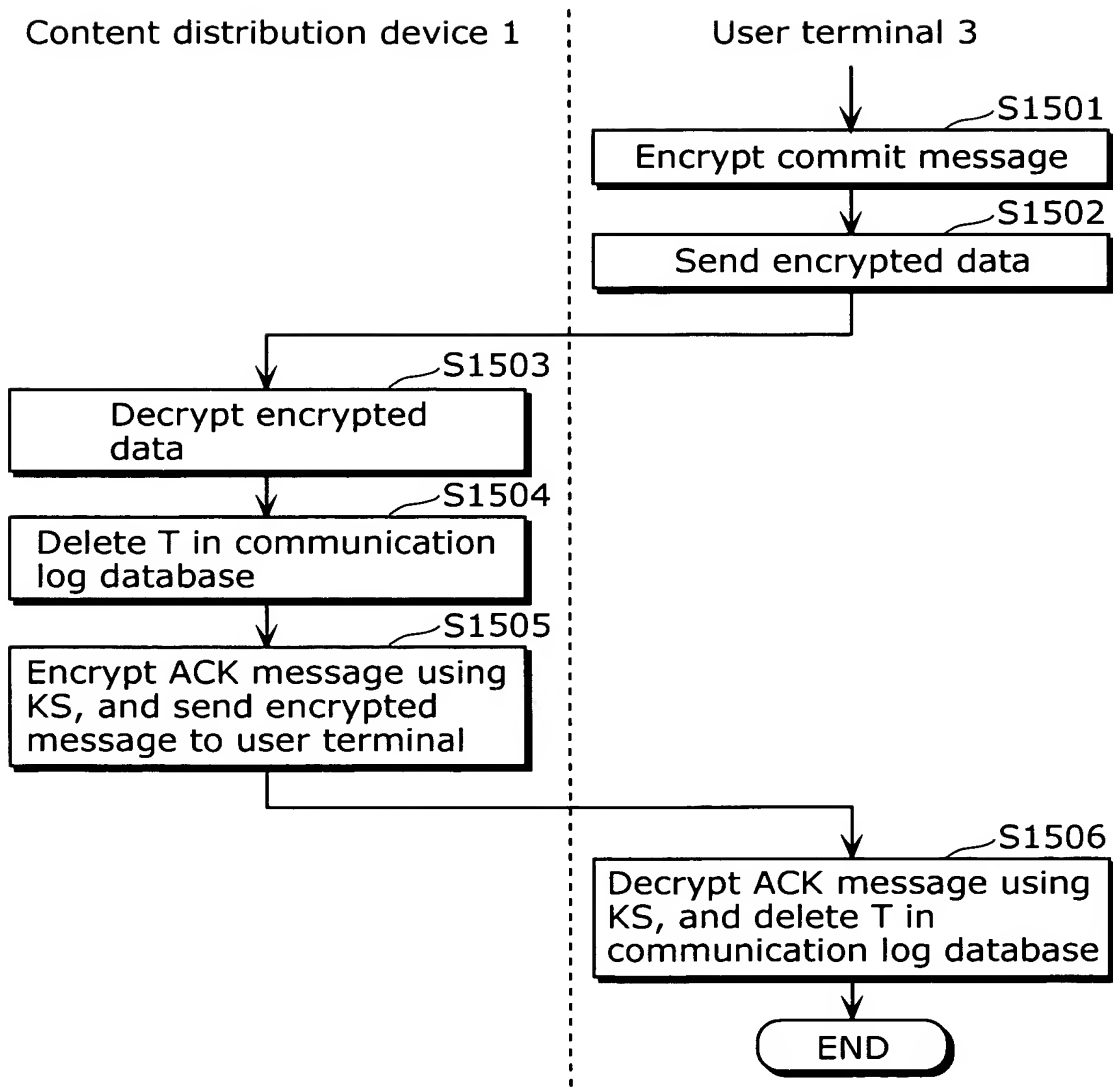 Content distribution device 1
User terminal 3
S1501
Encrypt commit message
S1502
Send encrypted data
S1503
Decrypt encrypted
data
S1504
Delete T in communication
log database
S1505
Encrypt ACK message using
KS, and send encrypted
message to user terminal
S1506
Decrypt ACK message using
KS, and delete T in
communication log database
END